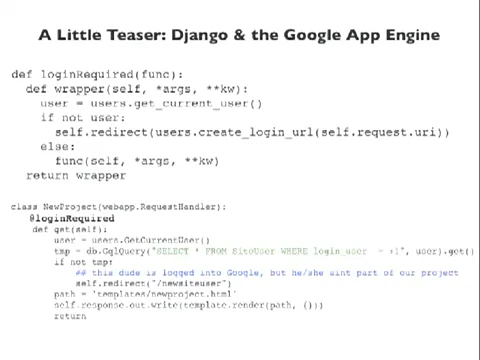 A Little Teaser: Django & the Google App Engine
def loginRequired(func):
  def wrapper(self, *args, **kw):
    user = users.get_current_user()
    if not user:
      self.redirect(users.create_login_url(self.request.uri))
    else:
      func(self, *args, **kw)
  return wrapper
class NewProject(webapp.RequestHandler):
    @loginRequired
    def get(self):
        user = users.GetCurrentUser()
        tmp = db.GqlQuery("SELECT * FROM SiteUser WHERE login_user = :1", user).get()
        if not tmp:
            ## this dude is logged into Google, but he/she aint part of our project
            self.redirect("/newsiteuser")
        path = 'templates/newproject.html'
        self.response.out.write(template.render(path, {}))
        return